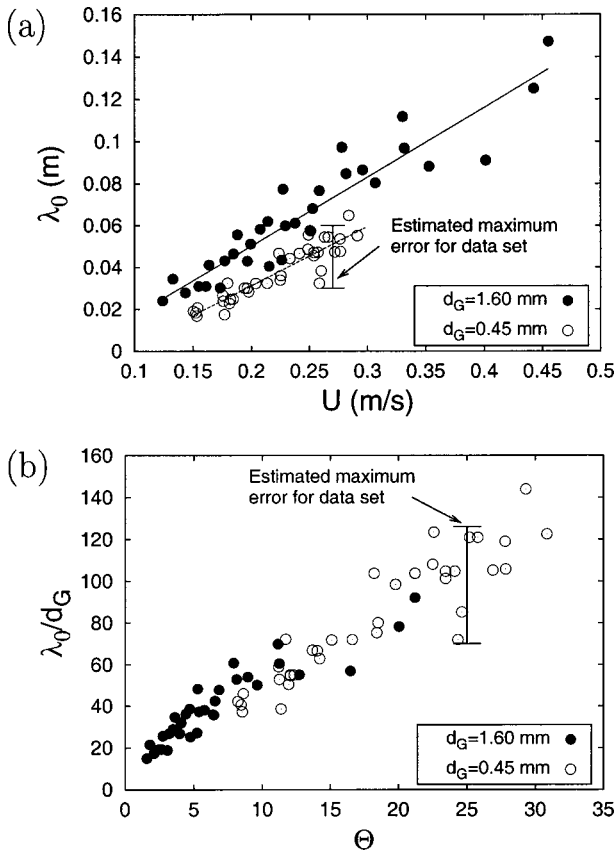 (a)
λ0 (m)
0.16
0.14
0.12
0.1
0.08
0.06
0.04
0.02
0
Estimated maximum
error for data set
dG=1.60 mm
dG=0.45 mm
0.1 0.15 0.2 0.25 0.3 0.35 0.4 0.45 0.5
U (m/s)
(b)
λ0/dG
160
140
120
100
80
60
40
20
0
Estimated maximum
error for data set
dG=1.60 mm
dG=0.45 mm
0 5 10 15 20 25 30 35
Θ